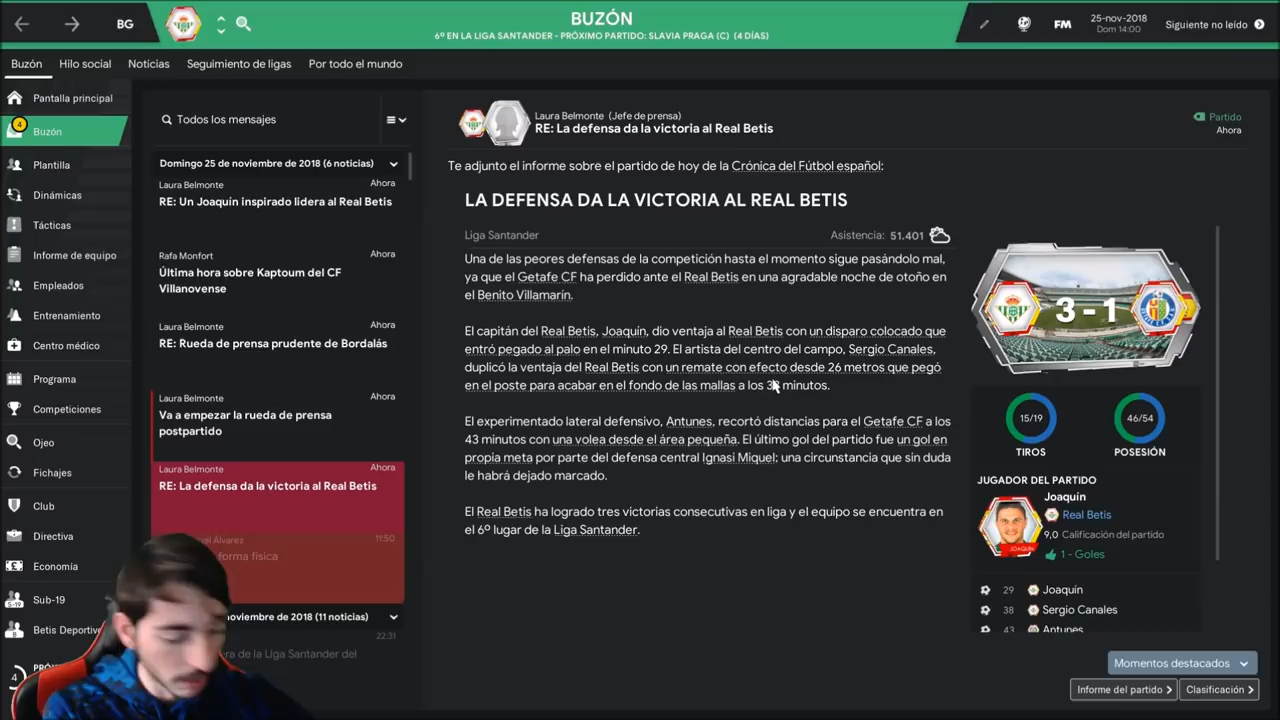 BG
BUZÓN
6º EN LA LIGA SANTANDER - PRÓXIMO PARTIDO: SLAVIA PRAGA (C) (4 DÍAS)
FM
25-nov-2018
Dom 14:00
Siguiente no leído
Buzón
Hilo social
Noticias
Seguimiento de ligas
Por todo el mundo
Pantalla principal
4
Buzón
Plantilla
Dinámicas
Tácticas
Informe de equipo
Empleados
Entrenamiento
Centro médico
Programa
Competiciones
Ojeo
Fichajes
Club
Directiva
Economía
S-19
Sub-19
B
Betis Deportivo
4
Todos los mensajes
Domingo 25 de noviembre de 2018 (6 noticias)
Laura Belmonte
Ahora
RE: Un Joaquín inspirado lidera al Real Betis
Rafa Monfort
Ahora
Última hora sobre Kaptoum del CF
Villanovense
Laura Belmonte
Ahora
RE: Rueda de prensa prudente de Bordalás
Laura Belmonte
Ahora
Va a empezar la rueda de prensa
postpartido
Laura Belmonte
Ahora
RE: La defensa da la victoria al Real Betis
Álvarez
11:50
forma física
noviembre de 2018 (11 noticias)
22:31
de la Liga Santander del
Laura Belmonte (Jefe de prensa)
RE: La defensa da la victoria al Real Betis
Partido
Ahora
Te adjunto el informe sobre el partido de hoy de la Crónica del Fútbol español:
LA DEFENSA DA LA VICTORIA AL REAL BETIS
Liga Santander
Asistencia: 51.401
Una de las peores defensas de la competición hasta el momento sigue pasándolo mal,
ya que el Getafe CF ha perdido ante el Real Betis en una agradable noche de otoño en
el Benito Villamarín.
El capitán del Real Betis, Joaquín, dio ventaja al Real Betis con un disparo colocado que
entró pegado al palo en el minuto 29. El artista del centro del campo, Sergio Canales,
duplicó la ventaja del Real Betis con un remate con efecto desde 26 metros que pegó
en el poste para acabar en el fondo de las mallas a los 38 minutos.
El experimentado lateral defensivo, Antunes, recortó distancias para el Getafe CF a los
43 minutos con una volea desde el área pequeña. El último gol del partido fue un gol en
propia meta por parte del defensa central Ignasi Miquel; una circunstancia que sin duda
le habrá dejado marcado.
El Real Betis ha logrado tres victorias consecutivas en liga y el equipo se encuentra en
el 6º lugar de la Liga Santander.
3 - 1
15/19
46/54
TIROS
POSESIÓN
JUGADOR DEL PARTIDO
Joaquín
Real Betis
9,0 Calificación del partido
1 - Goles
JOAQUÍN
29 Joaquín
38 Sergio Canales
43 Antunes
Momentos destacados
Informe del partido
Clasificación